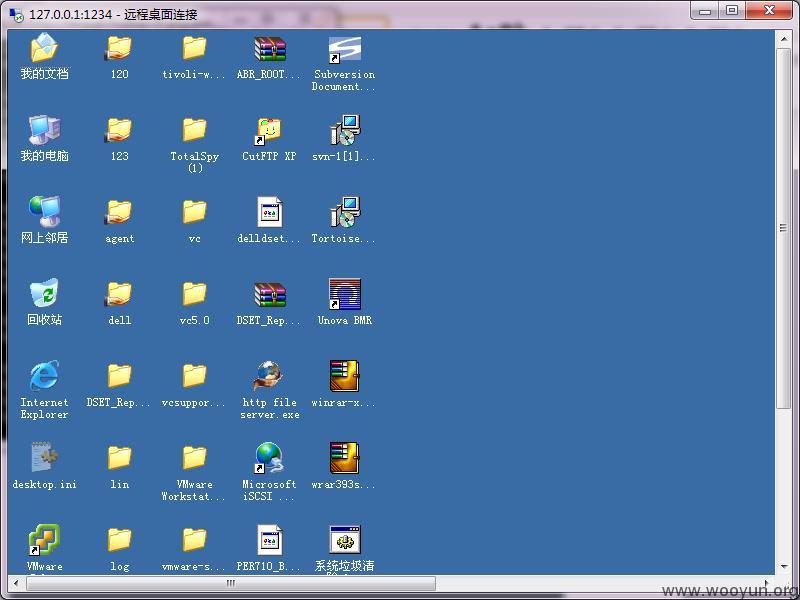 127.0.0.1:1234 - 远程桌面连接
我的文档
120
tivoli-w...
ABR_ROOT...
Subversion
Document...
我的电脑
123
TotalSpy
(1)
CutFTP XP
svn-1[1]...
网上邻居
agent
vc
delldset...
Tortoise...
回收站
dell
vc5.0
DSET_Rep...
Unova BMR
Internet
Explorer
DSET_Rep...
vcsuppor...
http file
server.exe
winrar-x...
desktop.ini
lin
VMware
Workstat...
Microsoft
iSCSI ...
wrar393s...
VMware
log
vmware-s...
PER710_B...
系统垃圾清
www.wooyun.org